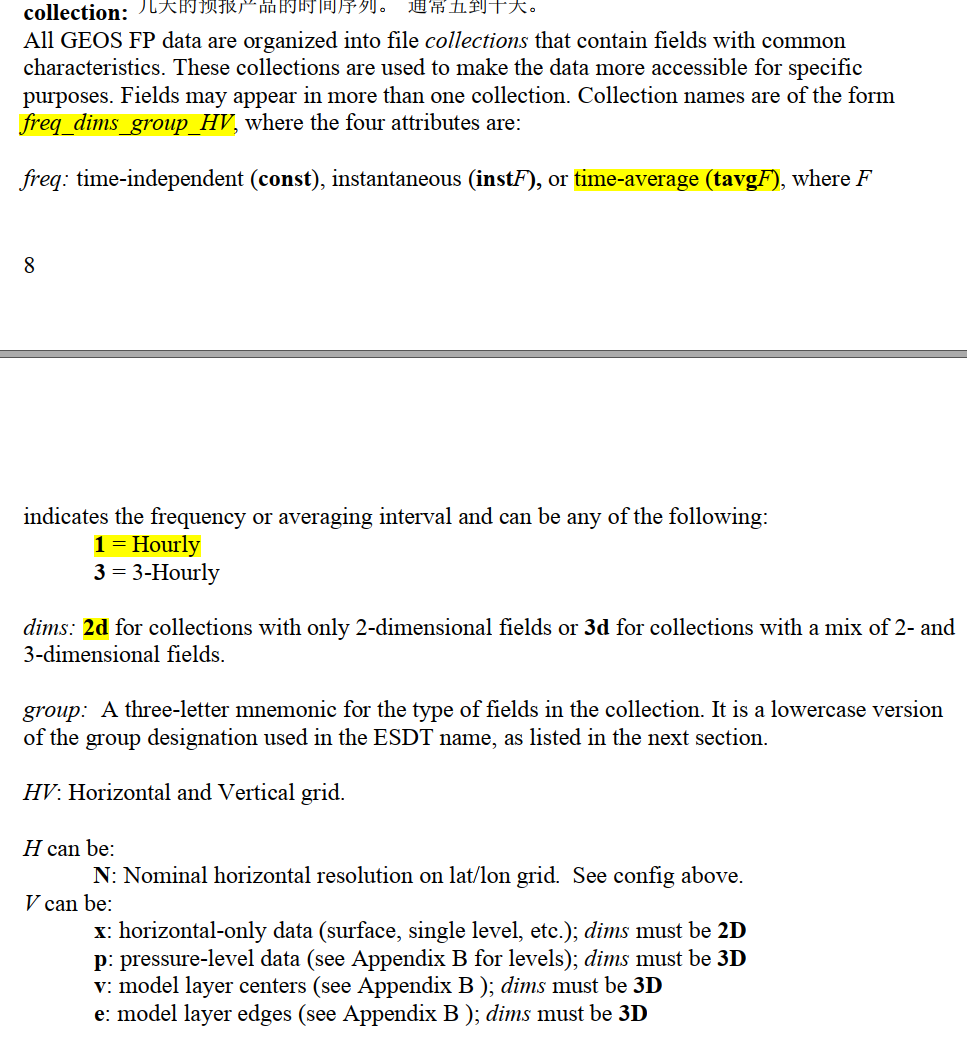 几天的预报产品的时间序列。 通常五到十天。
collection:
All GEOS FP data are organized into file collections that contain fields with common
characteristics. These collections are used to make the data more accessible for specific
purposes. Fields may appear in more than one collection. Collection names are of the form
freq_dims_group_HV, where the four attributes are:
freq: time-independent (const), instantaneous (instF), or time-average (tavgF), where F
8
indicates the frequency or averaging interval and can be any of the following:
1 = Hourly
3 = 3-Hourly
dims: 2d for collections with only 2-dimensional fields or 3d for collections with a mix of 2- and
3-dimensional fields.
group: A three-letter mnemonic for the type of fields in the collection. It is a lowercase version
of the group designation used in the ESDT name, as listed in the next section.
HV: Horizontal and Vertical grid.
H can be:
N: Nominal horizontal resolution on lat/lon grid. See config above.
V can be:
x: horizontal-only data (surface, single level, etc.); dims must be 2D
p: pressure-level data (see Appendix B for levels); dims must be 3D
v: model layer centers (see Appendix B ); dims must be 3D
e: model layer edges (see Appendix B ); dims must be 3D